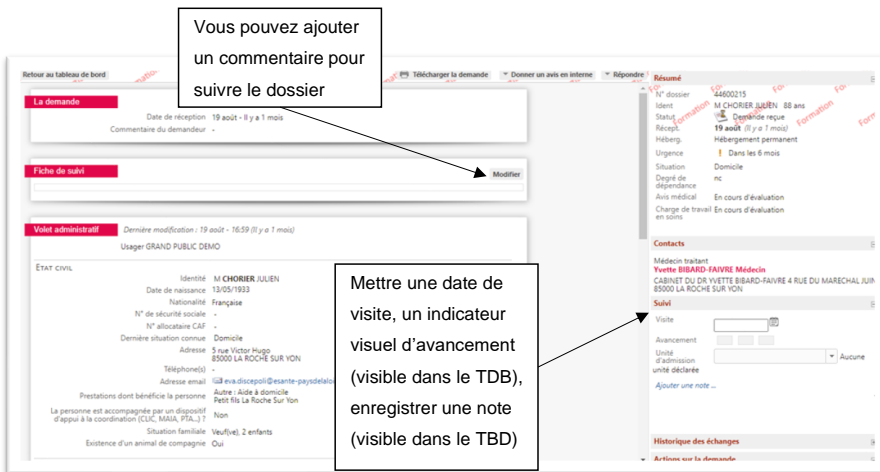 Vous pouvez ajouter
un commentaire pour
suivre le dossier
Retour au tableau de bord
Télécharger la demande
Donner un avis en interne
Répondre
La demande
Date de réception 19 août - Il y a 1 mois
Commentaire du demandeur -
Fiche de suivi
Modifier
Volet administratif Dernière modification : 19 août - 16:59 (Il y a 1 mois)
Usager GRAND PUBLIC DEMO
ETAT CIVIL
Identité M CHORIER JULIEN
Date de naissance 13/05/1933
Nationalité Française
N° de sécurité sociale -
N° allocataire CAF -
Dernière situation connue Domicile
Adresse 5 rue Victor Hugo
85000 LA ROCHE SUR YON
Téléphone(s) -
Adresse email eva.discepoli@esante-paysdelaloi
Prestations dont bénéficie la personne Autre : Aide à domicile
Petit fils La Roche Sur Yon
La personne est accompagnée par un dispositif
d'appui à la coordination (CLIC, MAIA, PTA...) ? Non
Situation familiale Veuf(ve), 2 enfants
Existence d'un animal de compagnie Oui
Mettre une date de
visite, un indicateur
visuel d'avancement
(visible dans le TDB),
enregistrer une note
(visible dans le TBD)
Résumé
N° dossier 44600215
Ident M CHORIER JULIEN 88 ans
Statut Demande reçue
Récept. 19 août (Il y a 1 mois)
Héberg. Hébergement permanent
Urgence ! Dans les 6 mois
Situation Domicile
Degré de
dépendance nc
Avis médical En cours d'évaluation
Charge de travail
en soins En cours d'évaluation
Formation
Formation
Contacts
Médecin traitant
Yvette BIBARD-FAIVRE Médecin
CABINET DU DR YVETTE BIBARD-FAIVRE 4 RUE DU MARECHAL JUIN
85000 LA ROCHE SUR YON
Suivi
Visite
Avancement
Unité
d'admission Aucune
unité déclarée
Ajouter une note ...
Historique des échanges
Actions sur la demande